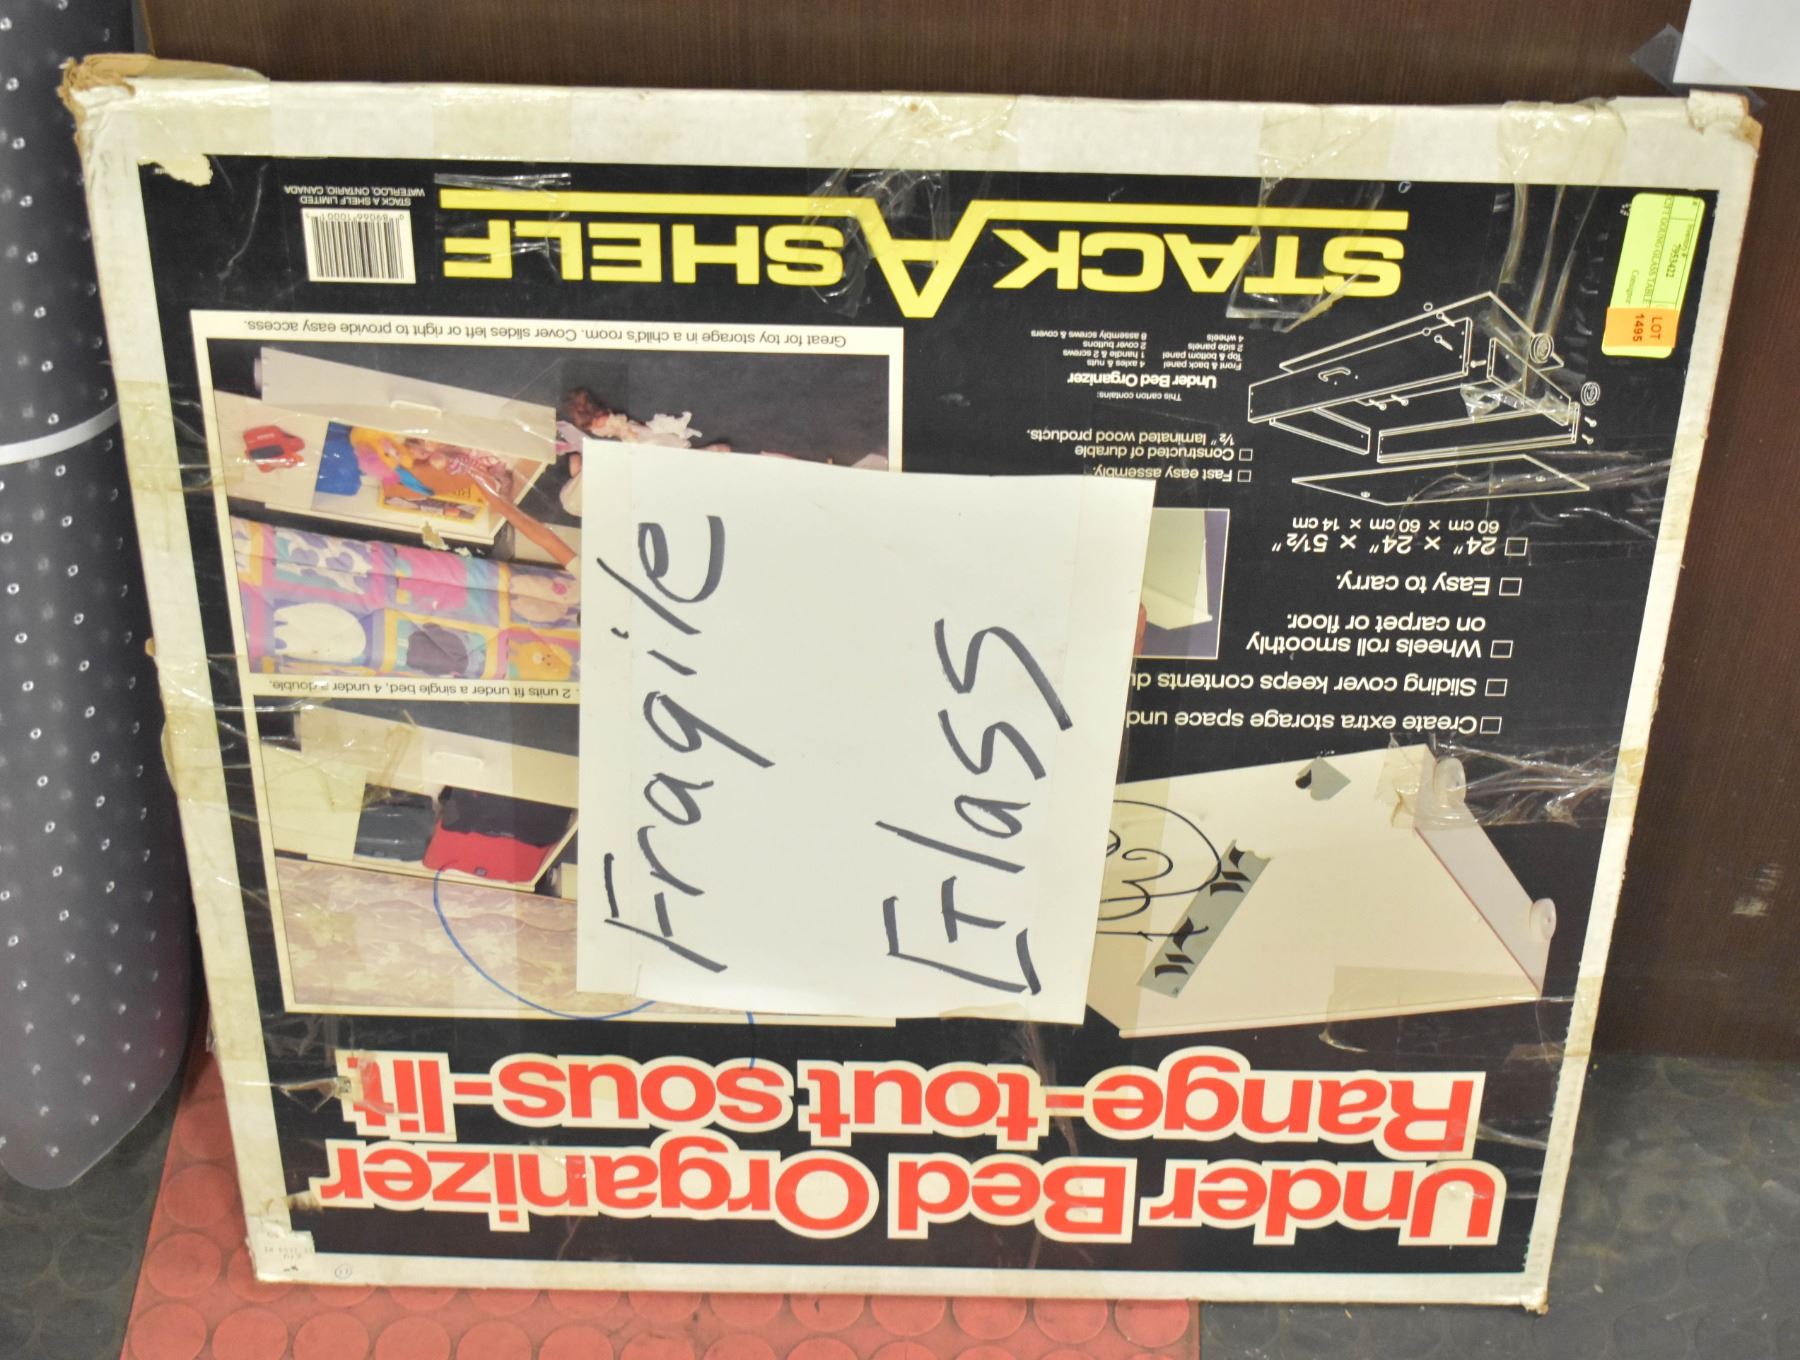 Under Bed Organizer
Range-tout sous-lit
Create extra storage space
Sliding cover keeps contents
Wheels roll smoothly
on carpet or floor.
Easy to carry.
24" × 24" × 5½"
60 cm × 60 cm × 14 cm
Fast easy assembly.
Constructed of durable
½" laminated wood products.
This carton contains:
Under Bed Organizer
Front & back panel
Top & bottom panel
2 side panels
4 wheels
4 axles & nuts
1 handle & 2 screws
2 cover buttons
8 assembly screws & covers
2 units fit under a single bed, 4 under a double.
Great for toy storage in a child's room. Cover slides left or right to provide easy access.
STACK A SHELF
STACK A SHELF LIMITED
WATERLOO, ONTARIO, CANADA
Fragile
Glass
LOT
1495
7953422